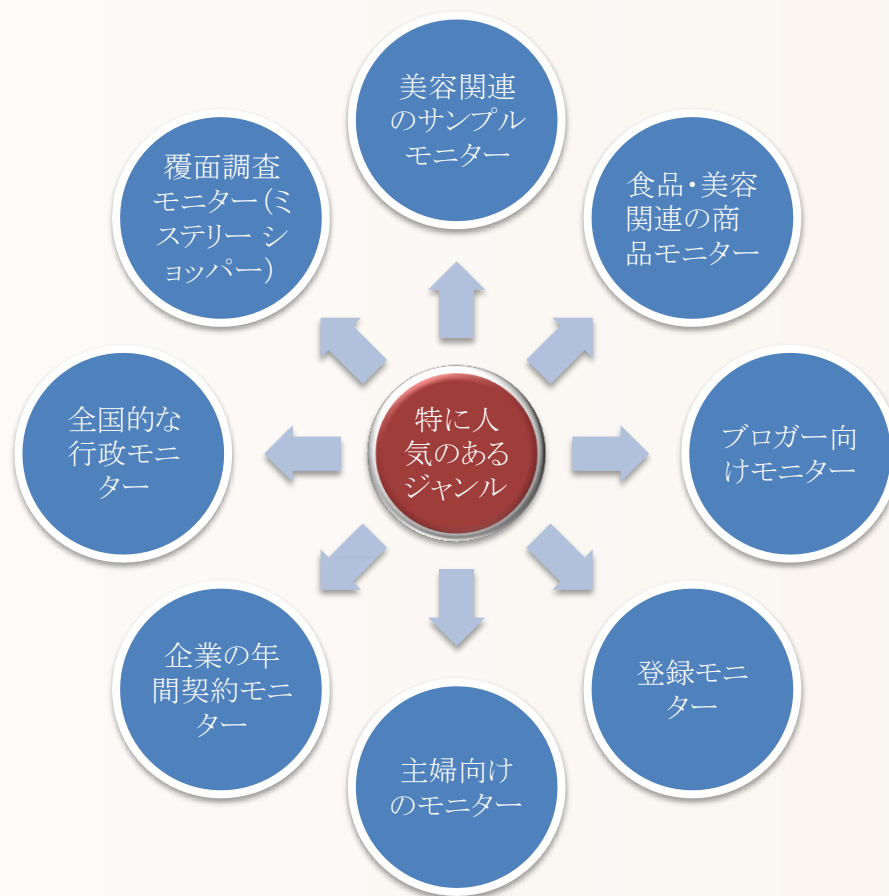 美容関連
のサンプル
モニター
食品・美容
関連の商
品モニター
ブロガー向
けモニター
登録モニ
ター
主婦向け
のモニター
企業の年
間契約モニ
ター
全国的な
行政モニ
ター
覆面調査
モニター(ミ
ステリー シ
ョッパー)
特に人
気のある
ジャンル